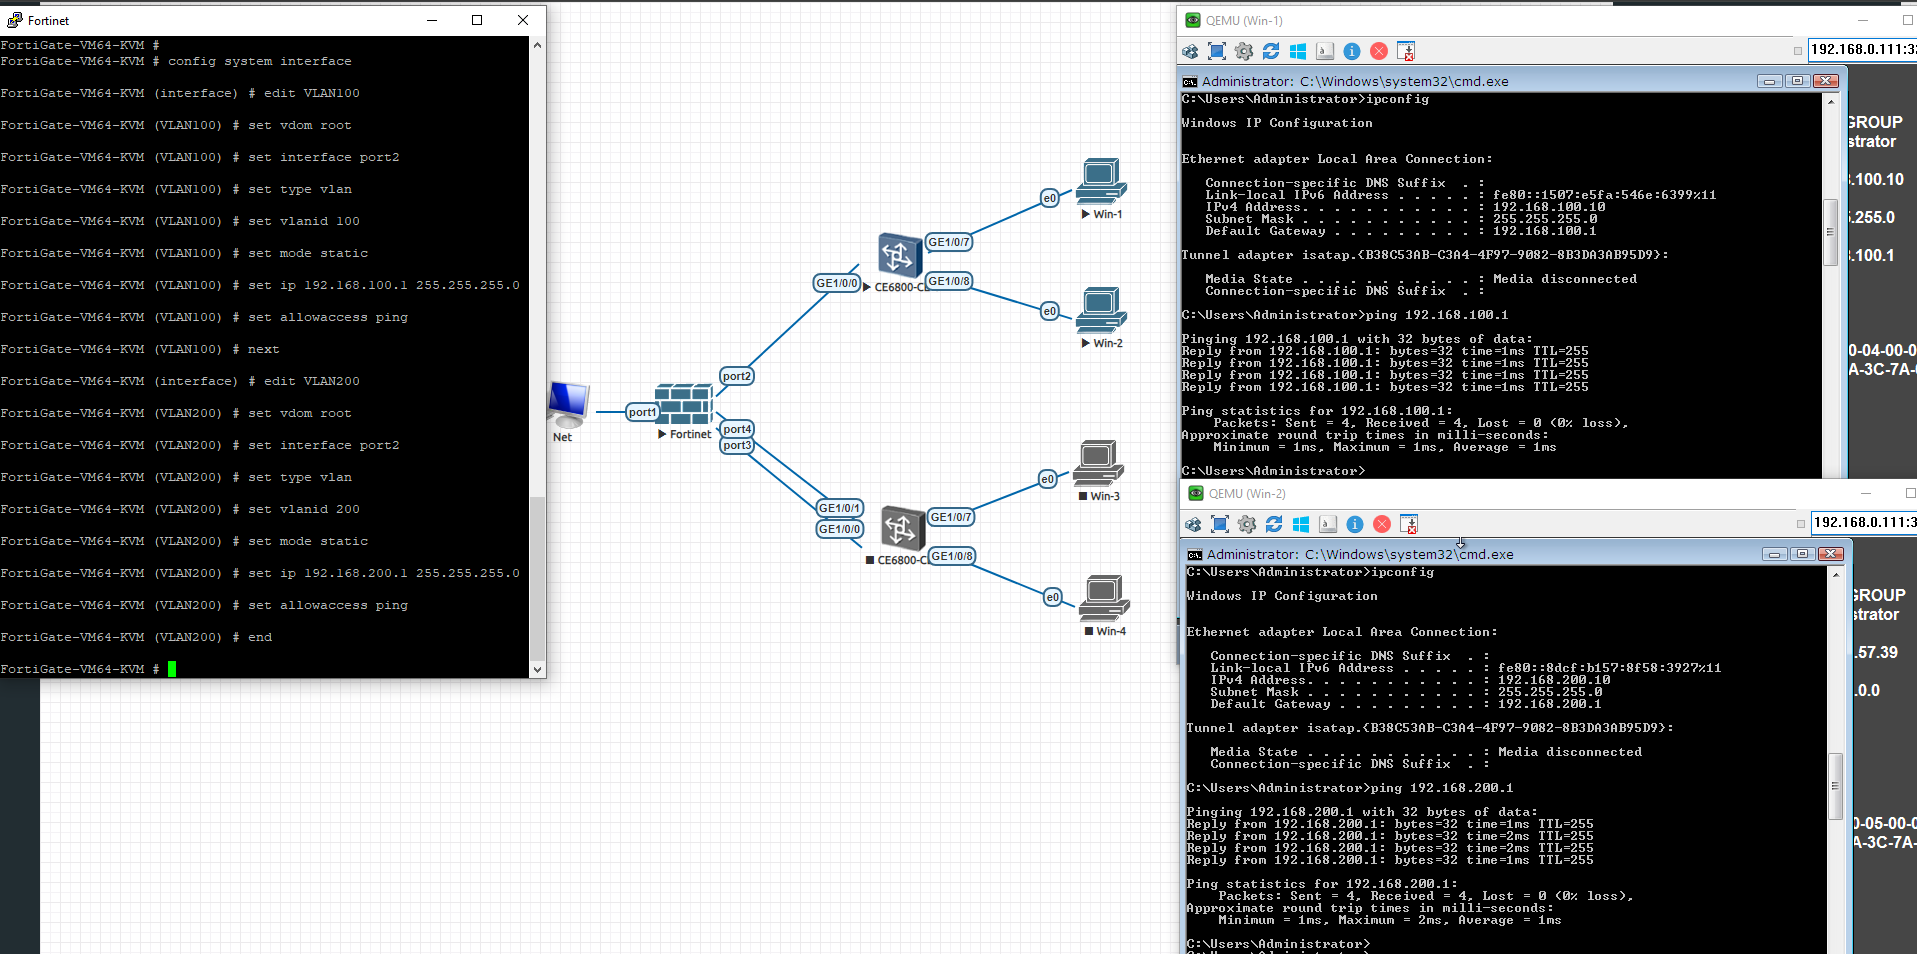 Fortinet
FortiGate-VM64-KVM #
FortiGate-VM64-KVM # config system interface
FortiGate-VM64-KVM (interface) # edit VLAN100
FortiGate-VM64-KVM (VLAN100) # set vdom root
FortiGate-VM64-KVM (VLAN100) # set interface port2
FortiGate-VM64-KVM (VLAN100) # set type vlan
FortiGate-VM64-KVM (VLAN100) # set vlanid 100
FortiGate-VM64-KVM (VLAN100) # set mode static
FortiGate-VM64-KVM (VLAN100) # set ip 192.168.100.1 255.255.255.0
FortiGate-VM64-KVM (VLAN100) # set allowaccess ping
FortiGate-VM64-KVM (VLAN100) # next
FortiGate-VM64-KVM (interface) # edit VLAN200
FortiGate-VM64-KVM (VLAN200) # set vdom root
FortiGate-VM64-KVM (VLAN200) # set interface port2
FortiGate-VM64-KVM (VLAN200) # set type vlan
FortiGate-VM64-KVM (VLAN200) # set vlanid 200
FortiGate-VM64-KVM (VLAN200) # set mode static
FortiGate-VM64-KVM (VLAN200) # set ip 192.168.200.1 255.255.255.0
FortiGate-VM64-KVM (VLAN200) # set allowaccess ping
FortiGate-VM64-KVM (VLAN200) # end
FortiGate-VM64-KVM #
Net
port1
Fortinet
port2
port4
port3
GE1/0/0
CE6800-CE
GE1/0/7
GE1/0/8
e0
Win-1
e0
Win-2
GE1/0/1
GE1/0/0
CE6800-CE
GE1/0/7
GE1/0/8
e0
Win-3
e0
Win-4
QEMU (Win-1)
192.168.0.111:3
Administrator: C:\Windows\system32\cmd.exe
C:\Users\Administrator>ipconfig
Windows IP Configuration
Ethernet adapter Local Area Connection:
Connection-specific DNS Suffix . :
Link-local IPv6 Address . . . . . : fe80::1507:e5fa:546e:6399%11
IPv4 Address. . . . . . . . . . . : 192.168.100.10
Subnet Mask . . . . . . . . . . . : 255.255.255.0
Default Gateway . . . . . . . . . : 192.168.100.1
Tunnel adapter isatap.{B38C53AB-C3A4-4F97-9082-8B3DA3AB95D9}:
Media State . . . . . . . . . . . : Media disconnected
Connection-specific DNS Suffix . :
C:\Users\Administrator>ping 192.168.100.1
Pinging 192.168.100.1 with 32 bytes of data:
Reply from 192.168.100.1: bytes=32 time=1ms TTL=255
Reply from 192.168.100.1: bytes=32 time=1ms TTL=255
Reply from 192.168.100.1: bytes=32 time=1ms TTL=255
Reply from 192.168.100.1: bytes=32 time=1ms TTL=255
Ping statistics for 192.168.100.1:
Packets: Sent = 4, Received = 4, Lost = 0 (0% loss),
Approximate round trip times in milli-seconds:
Minimum = 1ms, Maximum = 1ms, Average = 1ms
C:\Users\Administrator>
GROUP
strator
.100.10
5.255.0
.100.1
0-04-00-0
A-3C-7A-
QEMU (Win-2)
192.168.0.111:3
Administrator: C:\Windows\system32\cmd.exe
C:\Users\Administrator>ipconfig
Windows IP Configuration
Ethernet adapter Local Area Connection:
Connection-specific DNS Suffix . :
Link-local IPv6 Address . . . . . : fe80::8dcf:b157:8f58:3927%11
IPv4 Address. . . . . . . . . . . : 192.168.200.10
Subnet Mask . . . . . . . . . . . : 255.255.255.0
Default Gateway . . . . . . . . . : 192.168.200.1
Tunnel adapter isatap.{B38C53AB-C3A4-4F97-9082-8B3DA3AB95D9}:
Media State . . . . . . . . . . . : Media disconnected
Connection-specific DNS Suffix . :
C:\Users\Administrator>ping 192.168.200.1
Pinging 192.168.200.1 with 32 bytes of data:
Reply from 192.168.200.1: bytes=32 time=1ms TTL=255
Reply from 192.168.200.1: bytes=32 time=2ms TTL=255
Reply from 192.168.200.1: bytes=32 time=2ms TTL=255
Reply from 192.168.200.1: bytes=32 time=1ms TTL=255
Ping statistics for 192.168.200.1:
Packets: Sent = 4, Received = 4, Lost = 0 (0% loss),
Approximate round trip times in milli-seconds:
Minimum = 1ms, Maximum = 2ms, Average = 1ms
C:\Users\Administrator>
GROUP
strator
.57.39
.0.0
0-05-00-0
A-3C-7A-